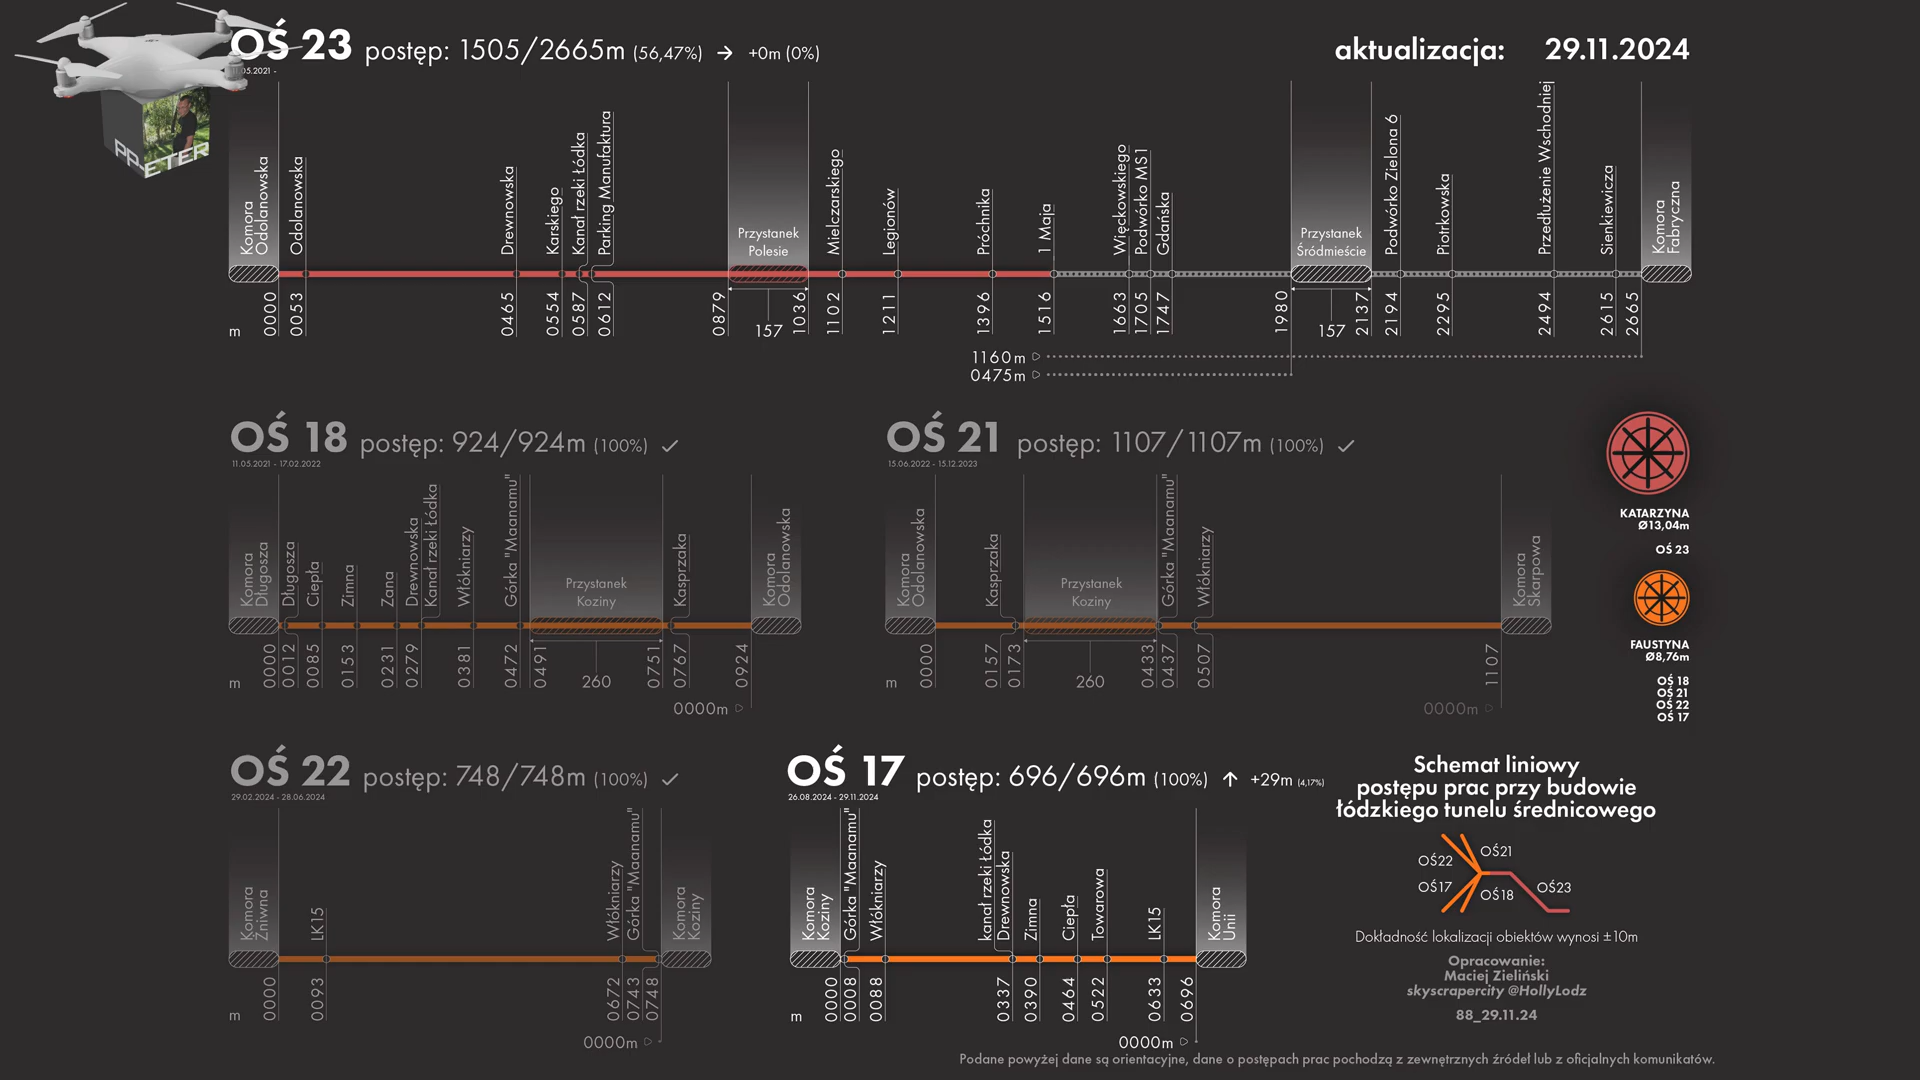 OŚ 23 postęp: 1505/2665m (56,47%) → +0m (0%)
aktualizacja: 29.11.2024
11.05.2021 -
PP-ETER
Komora Odolanowska
Odolanowska
Drewnowska
Karskiego
Kanał rzeki Łódka
Parking Manufaktura
Przystanek
Polesie
Mielczarskiego
Legionów
Próchnika
1 Maja
Więckowskiego
Podwórko MS1
Gdańska
Przystanek
Śródmieście
Podwórko Zielona 6
Piotrkowska
Przedłużenie Wschodniej
Sienkiewicza
Komora Fabryczna
m 0000 0053 0465 0554 0587 0612 0879 157 1036 1102 1211 1396 1516 1663 1705 1747 1980 157 2137 2194 2295 2494 2615 2665
1160m
0475m
OŚ 18 postęp: 924/924m (100%) ✓
11.05.2021 - 17.02.2022
Komora Długosza
Długosza
Ciepła
Zimna
Zana
Drewnowska
Kanał rzeki Łódka
Włókniarzy
Górka "Maanamu"
Przystanek
Koziny
Kasprzaka
Komora Odolanowska
m 0000 0012 0085 0153 0231 0279 0381 0472 0491 260 0751 0767 0924
0000m
OŚ 21 postęp: 1107/1107m (100%) ✓
15.06.2022 - 15.12.2023
Komora Odolanowska
Kasprzaka
Przystanek
Koziny
Górka "Maanamu"
Włókniarzy
Komora Skarpowa
m 0000 0157 0173 260 0433 0437 0507 1107
0000m
KATARZYNA
Ø13,04m
OŚ 23
FAUSTYNA
Ø8,76m
OŚ 18
OŚ 21
OŚ 22
OŚ 17
OŚ 22 postęp: 748/748m (100%) ✓
29.02.2024 - 28.06.2024
Komora Żniwna
LK15
Włókniarzy
Górka "Maanamu"
Komora Koziny
m 0000 0093 0672 0743 0748
0000m
OŚ 17 postęp: 696/696m (100%) ↑ +29m (4,17%)
26.08.2024 - 29.11.2024
Komora Koziny
Górka "Maanamu"
Włókniarzy
kanał rzeki Łódka
Drewnowska
Zimna
Ciepła
Towarowa
LK15
Komora Unii
m 0000 0008 0088 0337 0390 0464 0522 0633 0696
0000m
Schemat liniowy
postępu prac przy budowie
łódzkiego tunelu średnicowego
OŚ22 OŚ21
OŚ17 OŚ18 OŚ23
Dokładność lokalizacji obiektów wynosi ±10m
Opracowanie:
Maciej Zieliński
skyscrapercity @HollyLodz
88_29.11.24
Podane powyżej dane są orientacyjne, dane o postępach prac pochodzą z zewnętrznych źródeł lub z oficjalnych komunikatów.